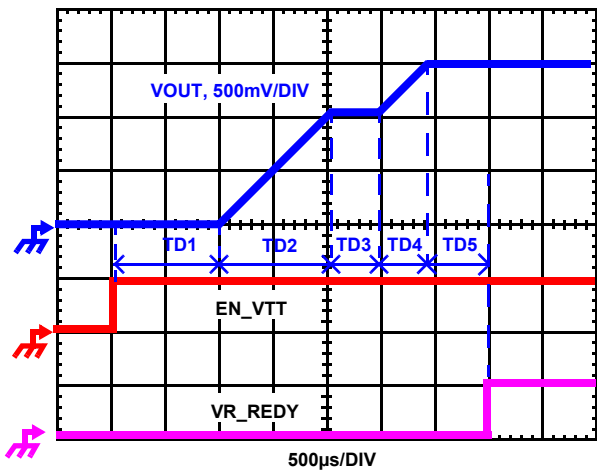 VOUT, 500mV/DIV
TD1 TD2 TD3 TD4 TD5
EN_VTT
VR_REDY
500µs/DIV